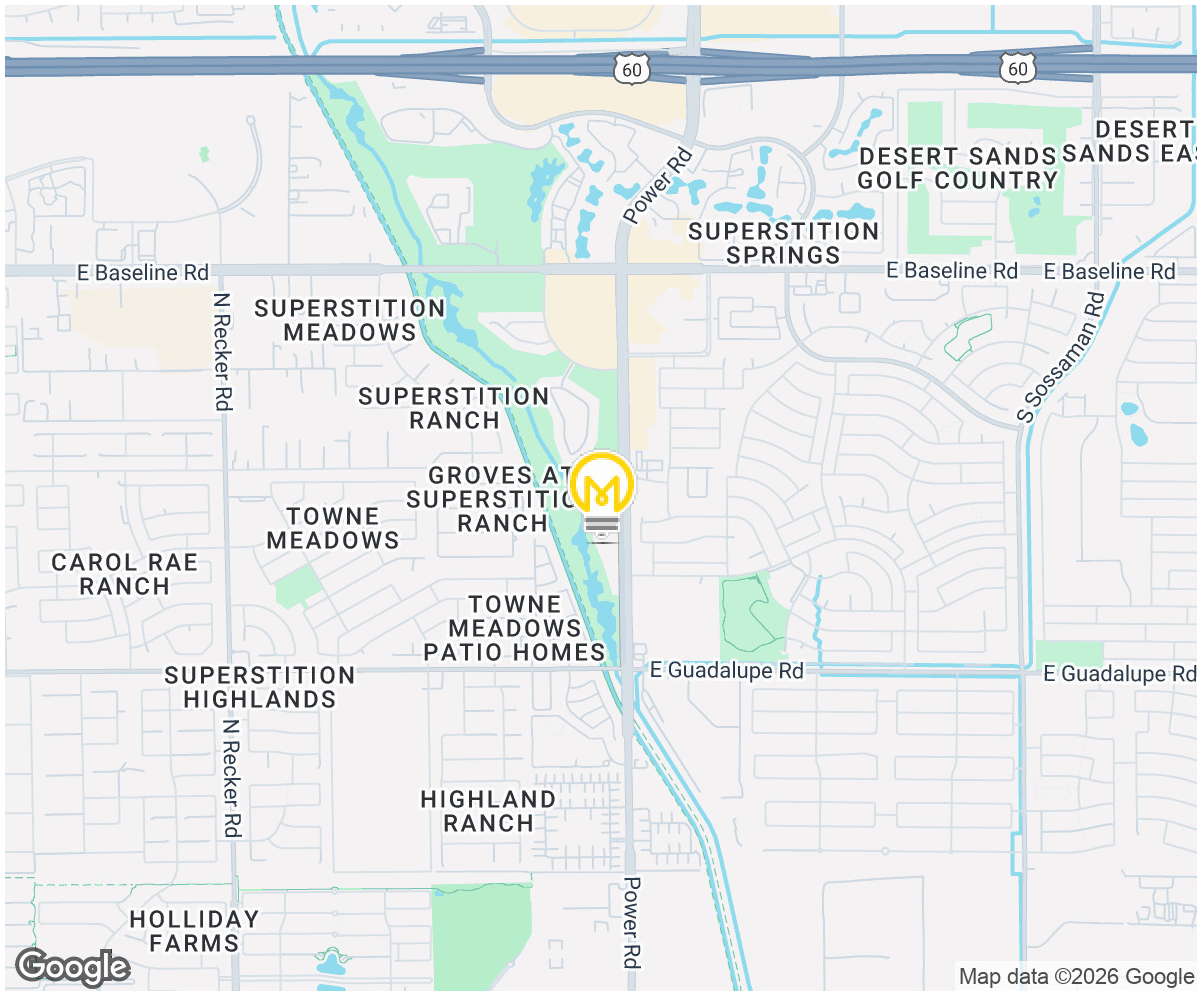 60
60
DESERT
SANDS EAS
DESERT SANDS
GOLF COUNTRY
Power Rd
SUPERSTITION
SPRINGS
E Baseline Rd
E Baseline Rd
E Baseline Rd
N Recker Rd
SUPERSTITION
MEADOWS
S Sossaman Rd
SUPERSTITION
RANCH
GROVES AT
SUPERSTITIO
RANCH
M
TOWNE
MEADOWS
CAROL RAE
RANCH
TOWNE
MEADOWS
PATIO HOMES
E Guadalupe Rd
E Guadalupe Rd
SUPERSTITION
HIGHLANDS
N Recker Rd
HIGHLAND
RANCH
Power Rd
HOLLIDAY
FARMS
Google
Map data ©2026 Google